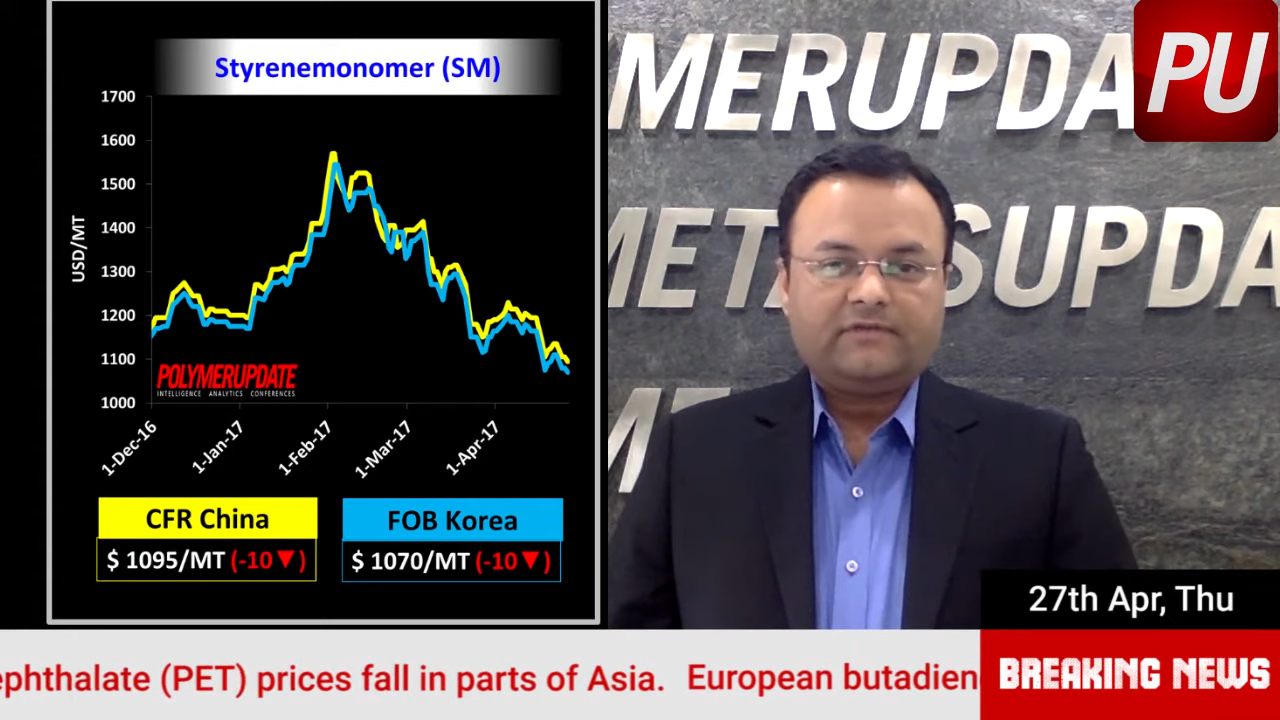 Styrenemonomer (SM)
1700
1600
1500
1400
1300
1200
1100
1000
USD/MT
1-Dec-16
1-Jan-17
1-Feb-17
1-Mar-17
1-Apr-17
POLYMERUPDATE
INTELLIGENCE ANALYTICS CONFERENCES
CFR China
$ 1095/MT (-10▼)
FOB Korea
$ 1070/MT (-10▼)
MERUPDA
PU
META SUPDA
MT
27th Apr, Thu
ephthalate (PET) prices fall in parts of Asia. European butadien
BREAKING NEWS